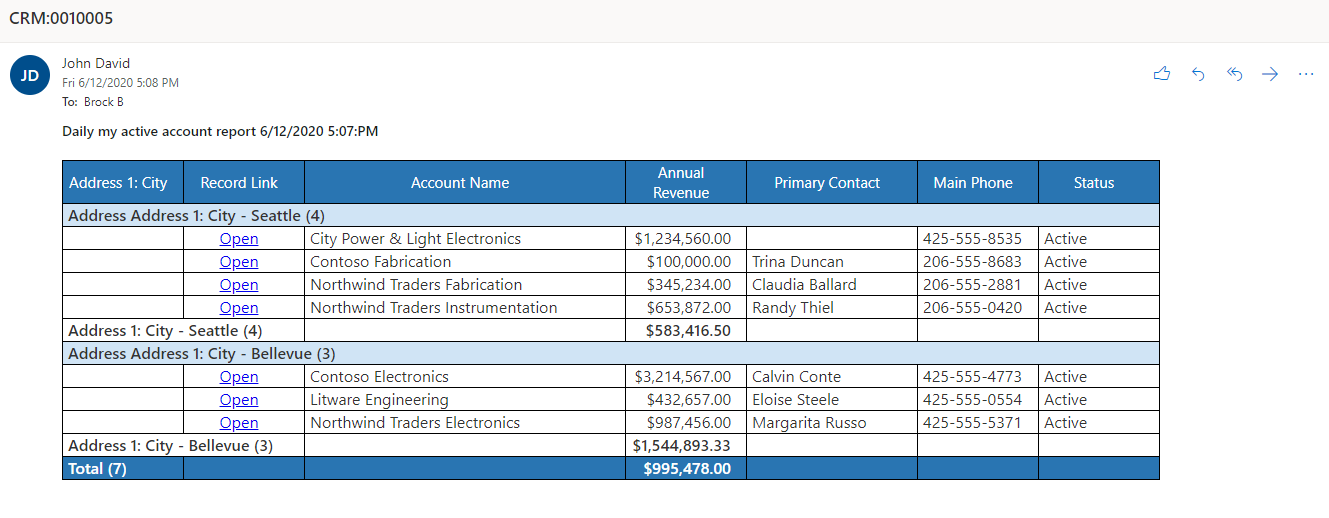 CRM:0010005
JD
John David
Fri 6/12/2020 5:08 PM
To: Brock B
Daily my active account report 6/12/2020 5:07:PM
Address 1: City Record Link Account Name Annual Revenue Primary Contact Main Phone Status
Address Address 1: City - Seattle (4)
Open City Power & Light Electronics $1,234,560.00 425-555-8535 Active
Open Contoso Fabrication $100,000.00 Trina Duncan 206-555-8683 Active
Open Northwind Traders Fabrication $345,234.00 Claudia Ballard 206-555-2881 Active
Open Northwind Traders Instrumentation $653,872.00 Randy Thiel 206-555-0420 Active
Address 1: City - Seattle (4) $583,416.50
Address Address 1: City - Bellevue (3)
Open Contoso Electronics $3,214,567.00 Calvin Conte 425-555-4773 Active
Open Litware Engineering $432,657.00 Eloise Steele 425-555-0554 Active
Open Northwind Traders Electronics $987,456.00 Margarita Russo 425-555-5371 Active
Address 1: City - Bellevue (3) $1,544,893.33
Total (7) $995,478.00